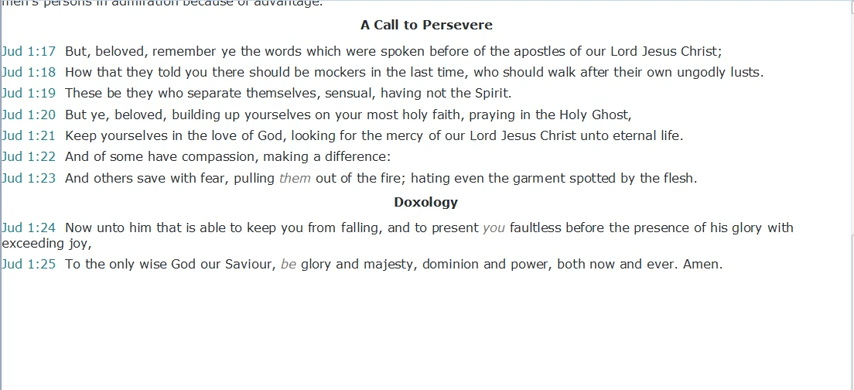 men's persons in admiration because of advantage.
A Call to Persevere
Jud 1:17 But, beloved, remember ye the words which were spoken before of the apostles of our Lord Jesus Christ;
Jud 1:18 How that they told you there should be mockers in the last time, who should walk after their own ungodly lusts.
Jud 1:19 These be they who separate themselves, sensual, having not the Spirit.
Jud 1:20 But ye, beloved, building up yourselves on your most holy faith, praying in the Holy Ghost,
Jud 1:21 Keep yourselves in the love of God, looking for the mercy of our Lord Jesus Christ unto eternal life.
Jud 1:22 And of some have compassion, making a difference:
Jud 1:23 And others save with fear, pulling them out of the fire; hating even the garment spotted by the flesh.
Doxology
Jud 1:24 Now unto him that is able to keep you from falling, and to present you faultless before the presence of his glory with
exceeding joy,
Jud 1:25 To the only wise God our Saviour, be glory and majesty, dominion and power, both now and ever. Amen.